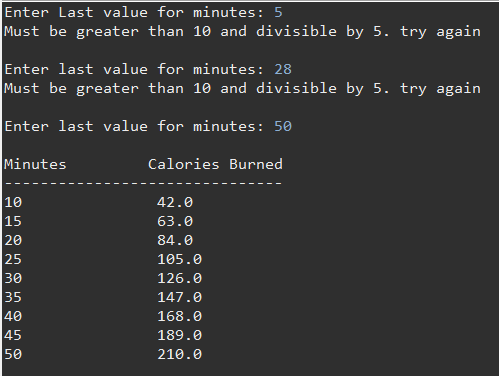 Enter Last value for minutes: 5
Must be greater than 10 and divisible by 5. try again
Enter last value for minutes: 28
Must be greater than 10 and divisible by 5. try again
Enter last value for minutes: 50
Minutes Calories Burned
-------------------------------
10 42.0
15 63.0
20 84.0
25 105.0
30 126.0
35 147.0
40 168.0
45 189.0
50 210.0